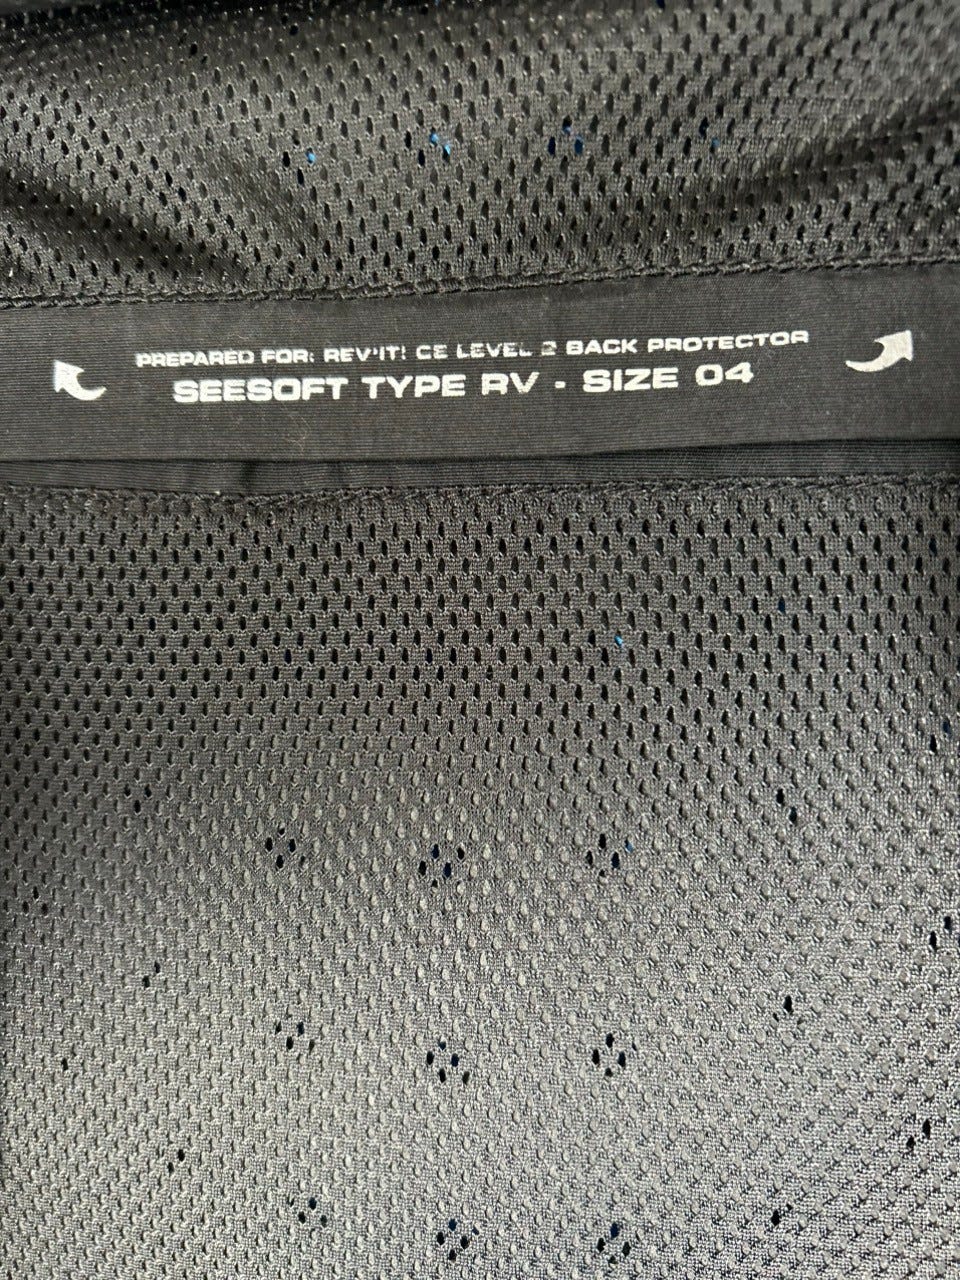 PREPARED FOR: REV'IT! CE LEVEL 2 BACK PROTECTOR
SEESOFT TYPE RV - SIZE 04